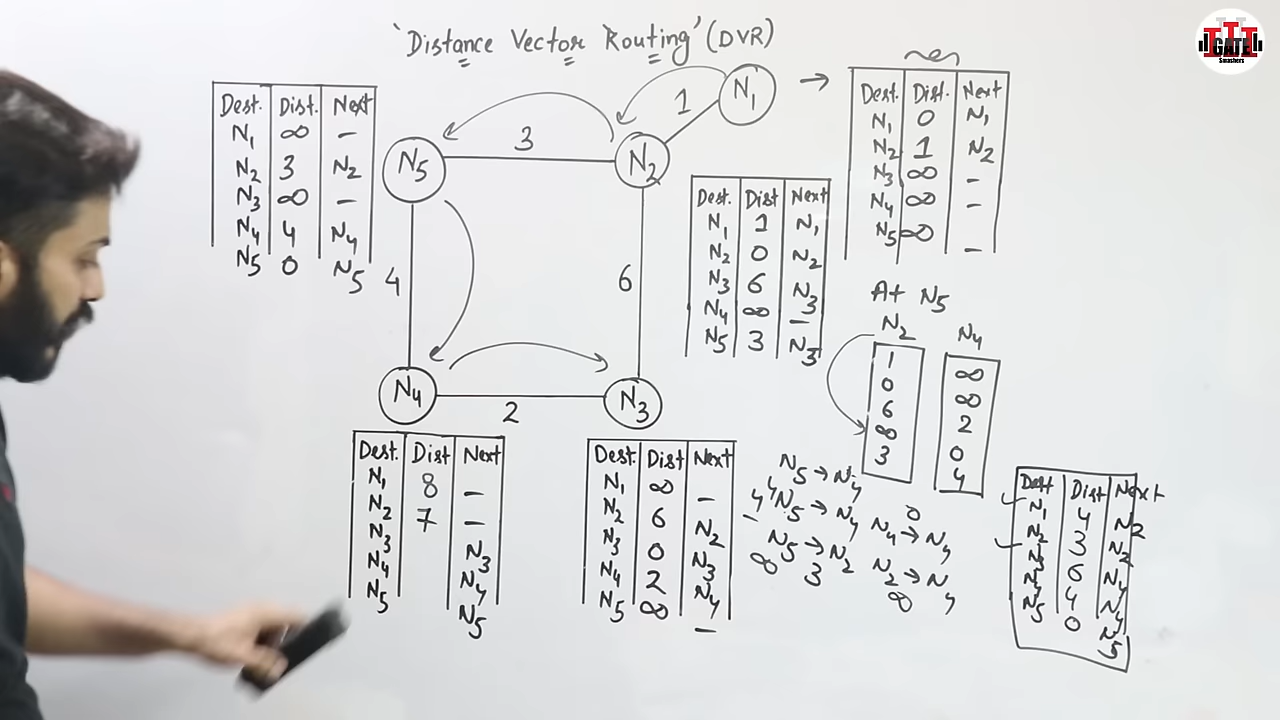 'Distance Vector Routing' (DVR)
GATE
Smashers
Dest. Dist. Next
N1 ∞ -
N2 3 N2
N3 ∞ -
N4 4 N4
N5 0 N5
N5
3
N2
1
N1
→
4
6
N4
2
N3
Dest. Dist. Next
N1 0 N1
N2 1 N2
N3 ∞ -
N4 ∞ -
N5 ∞ -
Dest. Dist Next
N1 1 N1
N2 0 N2
N3 6 N3
N4 ∞ -
N5 3 N3
At N5
N2 N4
1 ∞
0 ∞
6 2
∞ 0
3 4
Dest. Dist Next
N1 8 -
N2 7 -
N3 N3
N4 N4
N5 N5
Dest. Dist Next
N1 ∞ -
N2 6 N2
N3 0 N3
N4 2 N4
N5 ∞ -
N5 → N4
4 4 N5 → N4 0 N4 → N4
N5 → N2 N2 → N4
∞ 3 ∞
Dest Dist Next
N1 4 N2
N2 3 N2
N3 6 N4
N4 4 N4
N5 0 N5